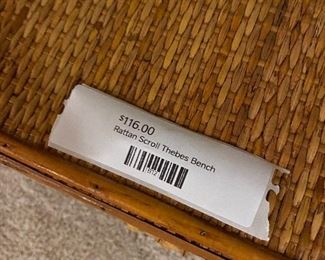 $116.00
Rattan Scroll Thebes Bench